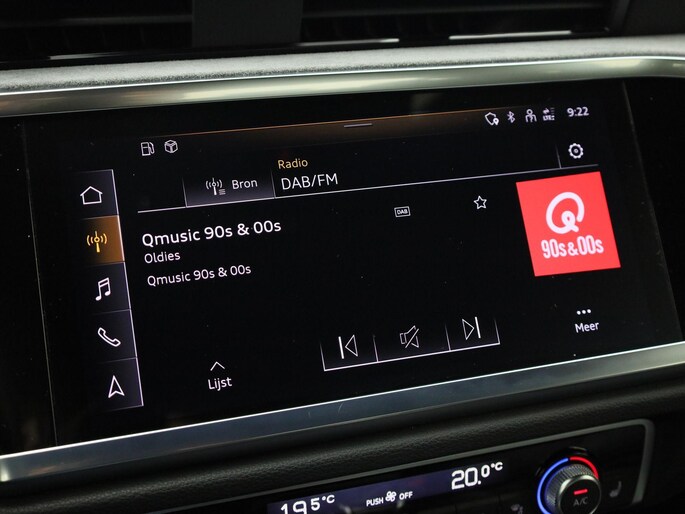 9:22
Radio
Bron
DAB/FM
Qmusic 90s & 00s
DAB
Oldies
Qmusic 90s & 00s
90s&00s
Meer
Lijst
19.5°C
PUSH OFF
20.0°C
A/C